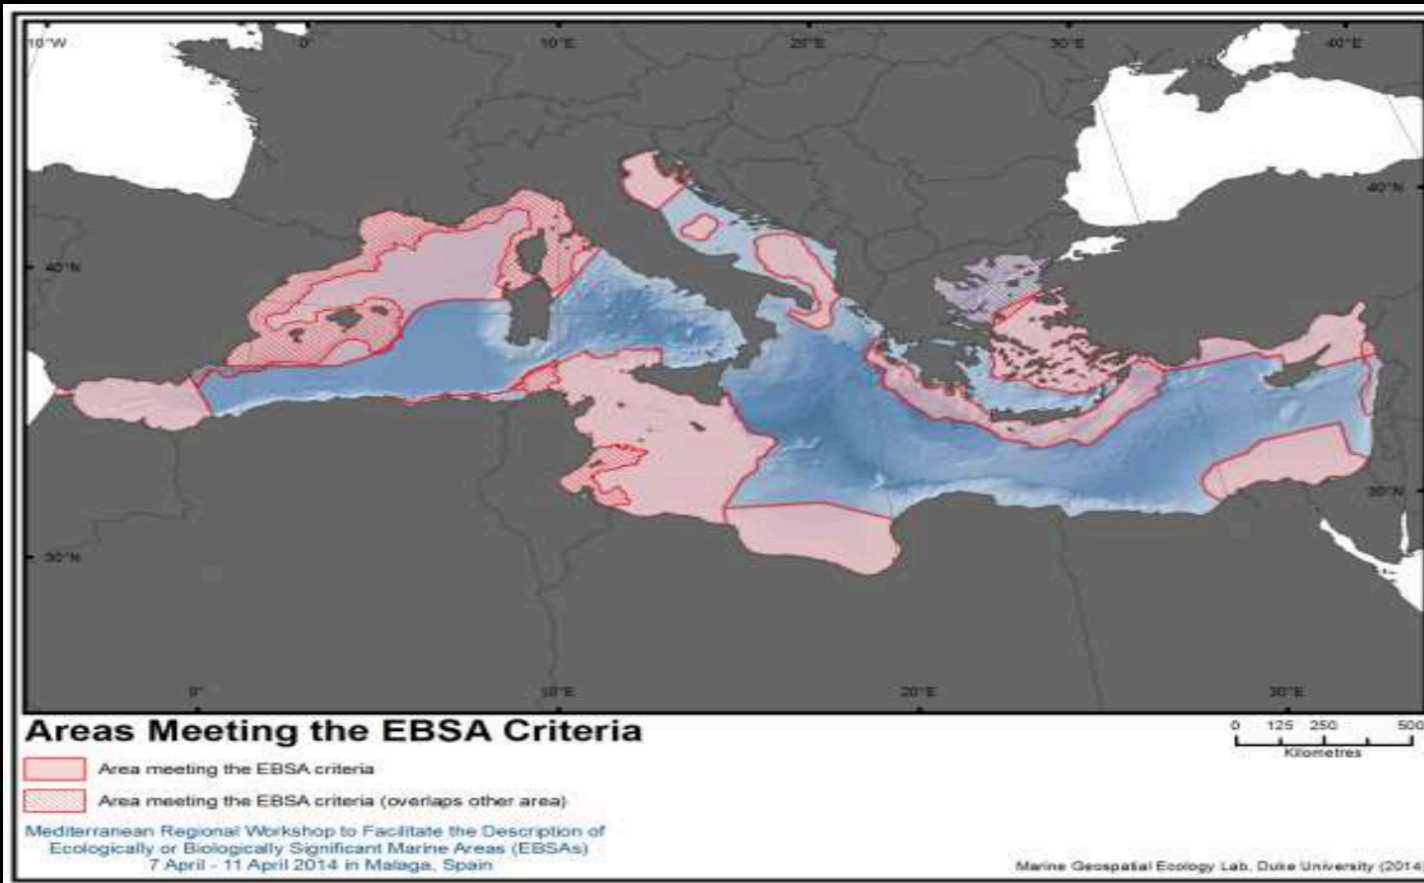 10°W 0° 10°E 20°E 30°E 40°E
40°N
40°N
30°N
30°N
0° 10°E 20°E 30°E
Areas Meeting the EBSA Criteria
0 125 250 500
Kilometres
Area meeting the EBSA criteria
Area meeting the EBSA criteria (overlaps other area)
Mediterranean Regional Workshop to Facilitate the Description of
Ecologically or Biologically Significant Marine Areas (EBSAs)
7 April - 11 April 2014 in Malaga, Spain
Marine Geospatial Ecology Lab, Duke University (2014